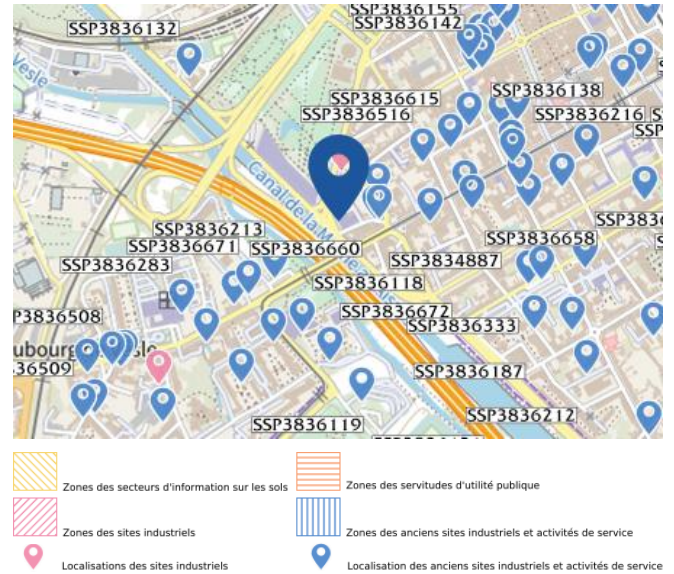 SSP3836155
SSP3836132
SSP3836142
Vesle
SSP3836615
SSP3836138
SSP3836516
SSP3836216
Canal de la M
SSP3836213
SSP3836671
SSP3836660
SSP3836658
SSP3836283
SSP3834887
SSP3836118
SSP3836508
SSP3836672
SSP3836333
SSP3836187
SSP3836212
SSP3836119
Zones des secteurs d'information sur les sols
Zones des servitudes d'utilité publique
Zones des sites industriels
Zones des anciens sites industriels et activités de service
Localisations des sites industriels
Localisation des anciens sites industriels et activités de service